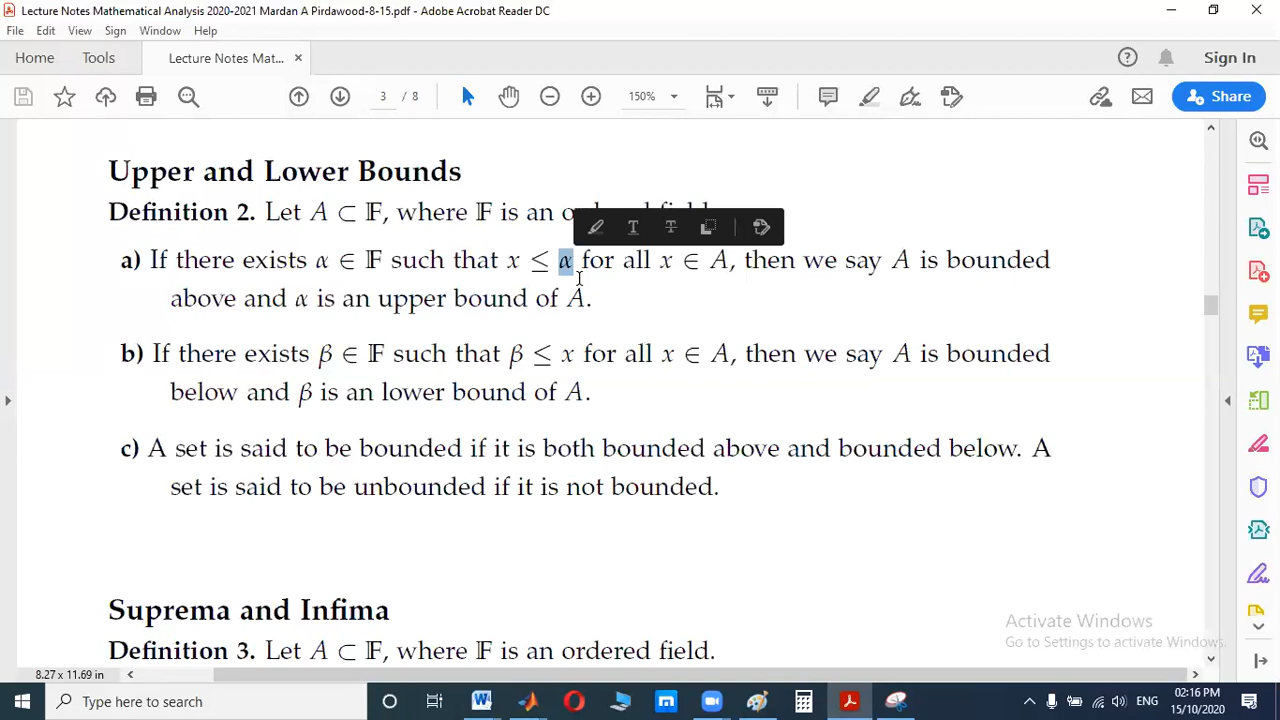 Lecture Notes Mathematical Analysis 2020-2021 Mardan A Pirdawood-8-15.pdf - Adobe Acrobat Reader DC
File Edit View Sign Window Help
Home Tools Lecture Notes Mat... × Sign In
3 / 8 150% Share
Upper and Lower Bounds
Definition 2. Let A ⊂ 𝔽, where 𝔽 is an
a) If there exists α ∈ 𝔽 such that x ≤ α for all x ∈ A, then we say A is bounded
above and α is an upper bound of A.
b) If there exists β ∈ 𝔽 such that β ≤ x for all x ∈ A, then we say A is bounded
below and β is an lower bound of A.
c) A set is said to be bounded if it is both bounded above and bounded below. A
set is said to be unbounded if it is not bounded.
Suprema and Infima
Definition 3. Let A ⊂ 𝔽, where 𝔽 is an ordered field.
Activate Windows
Go to Settings to activate Windows.
8.27 x 11.69 in
Type here to search
ENG
02:16 PM
15/10/2020